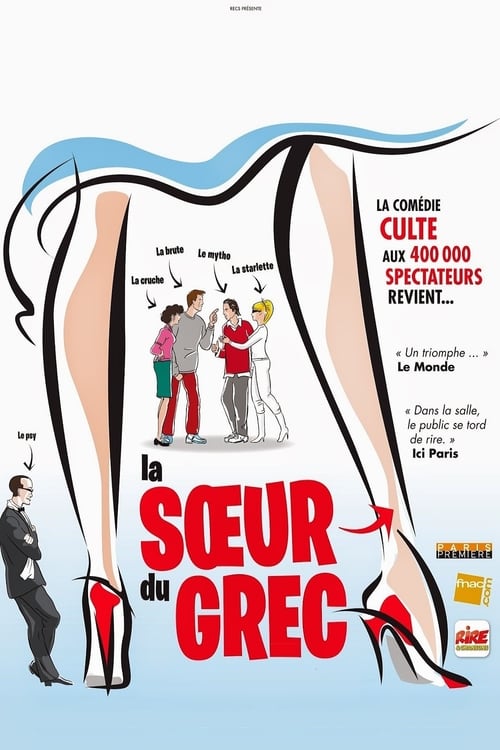 RECS PRÉSENTE
LA COMÉDIE
CULTE
AUX 400 000
SPECTATEURS
REVIENT...
La brute
Le mytho
La starlette
La cruche
« Un triomphe ... »
Le Monde
« Dans la salle,
le public se tord
de rire. »
Ici Paris
Le psy
la
SŒUR
du
GREC
PARIS
PREMIÈRE
fnac
.com
RIRE
& CHANSONS